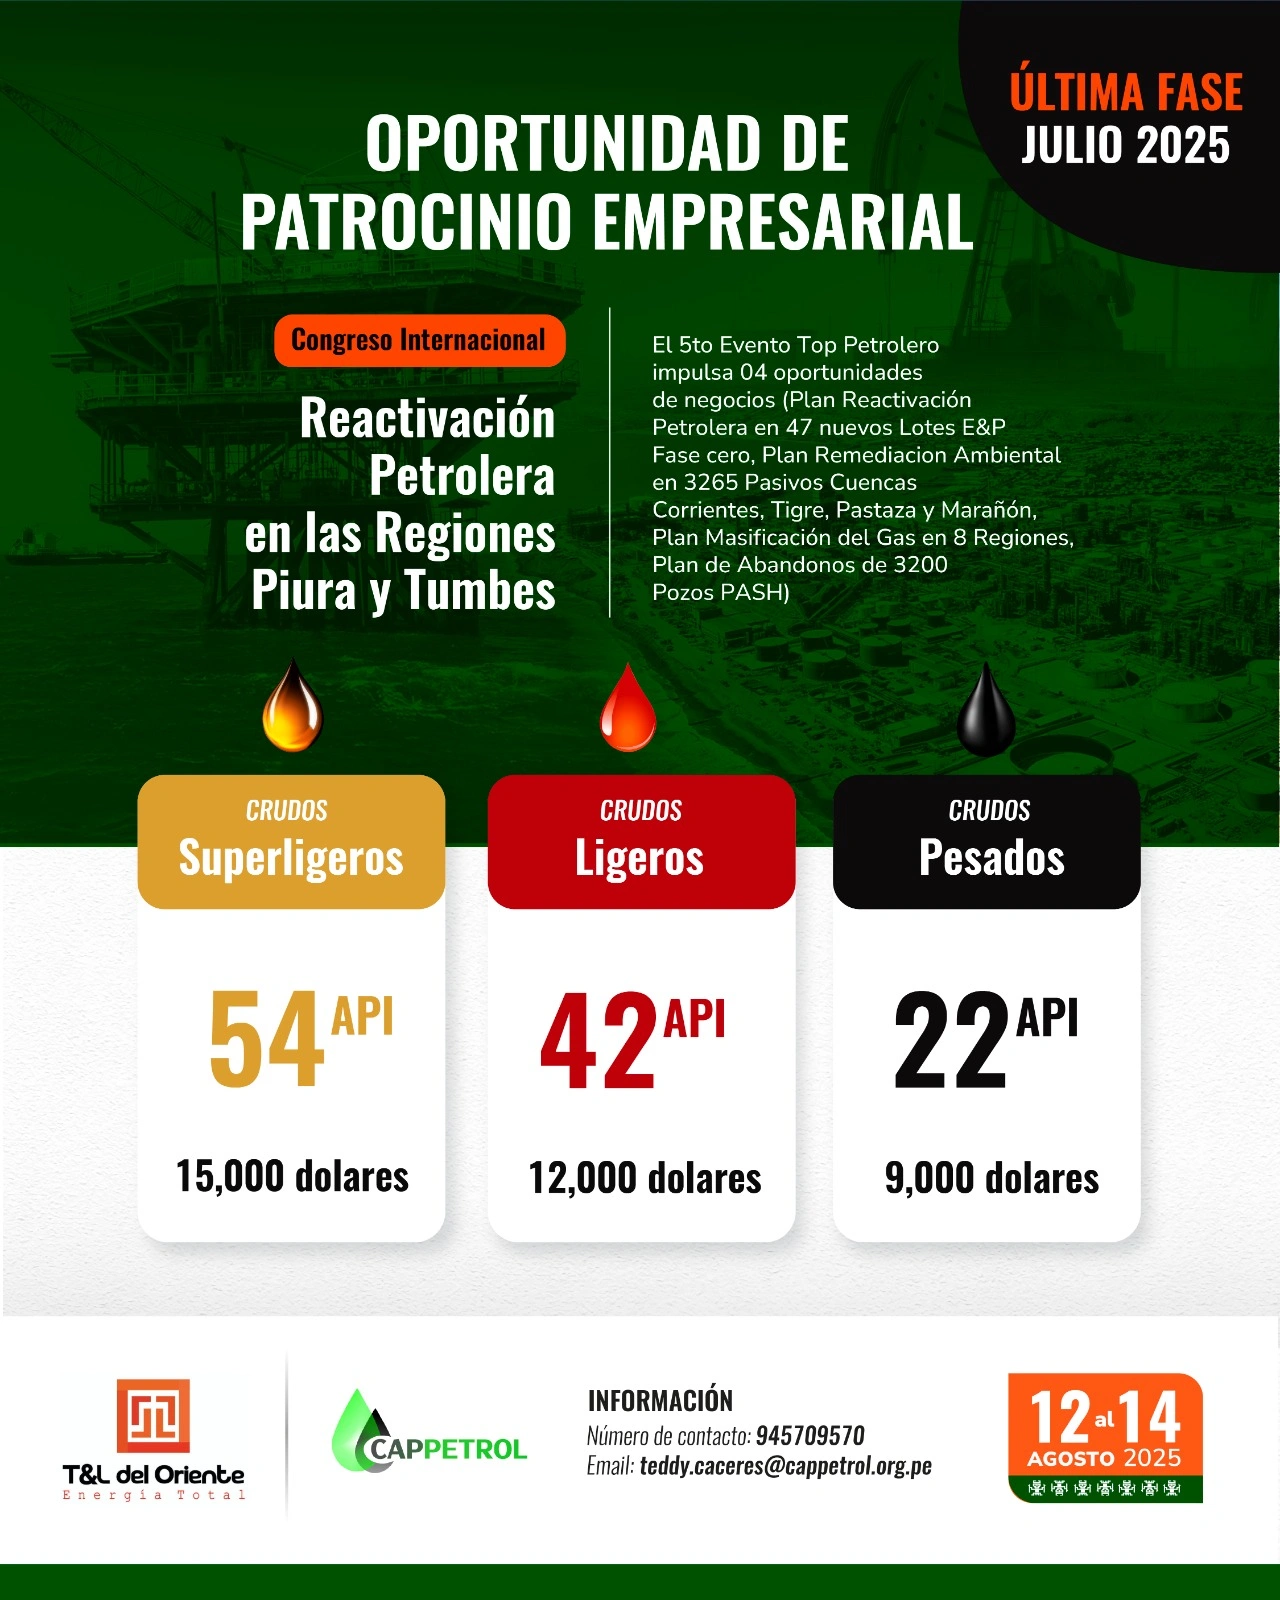 ÚLTIMA FASE
JULIO 2025
OPORTUNIDAD DE
PATROCINIO EMPRESARIAL
Congreso Internacional
Reactivación
Petrolera
en las Regiones
Piura y Tumbes
El 5to Evento Top Petrolero
impulsa 04 oportunidades
de negocios (Plan Reactivación
Petrolera en 47 nuevos Lotes E&P
Fase cero, Plan Remediacion Ambiental
en 3265 Pasivos Cuencas
Corrientes, Tigre, Pastaza y Marañón,
Plan Masificación del Gas en 8 Regiones,
Plan de Abandonos de 3200
Pozos PASH)
CRUDOS
Superligeros
54 API
15,000 dolares
CRUDOS
Ligeros
42 API
12,000 dolares
CRUDOS
Pesados
22 API
9,000 dolares
T&L del Oriente
Energía Total
CAPPETROL
INFORMACIÓN
Número de contacto: 945709570
Email: teddy.caceres@cappetrol.org.pe
12 al 14
AGOSTO 2025